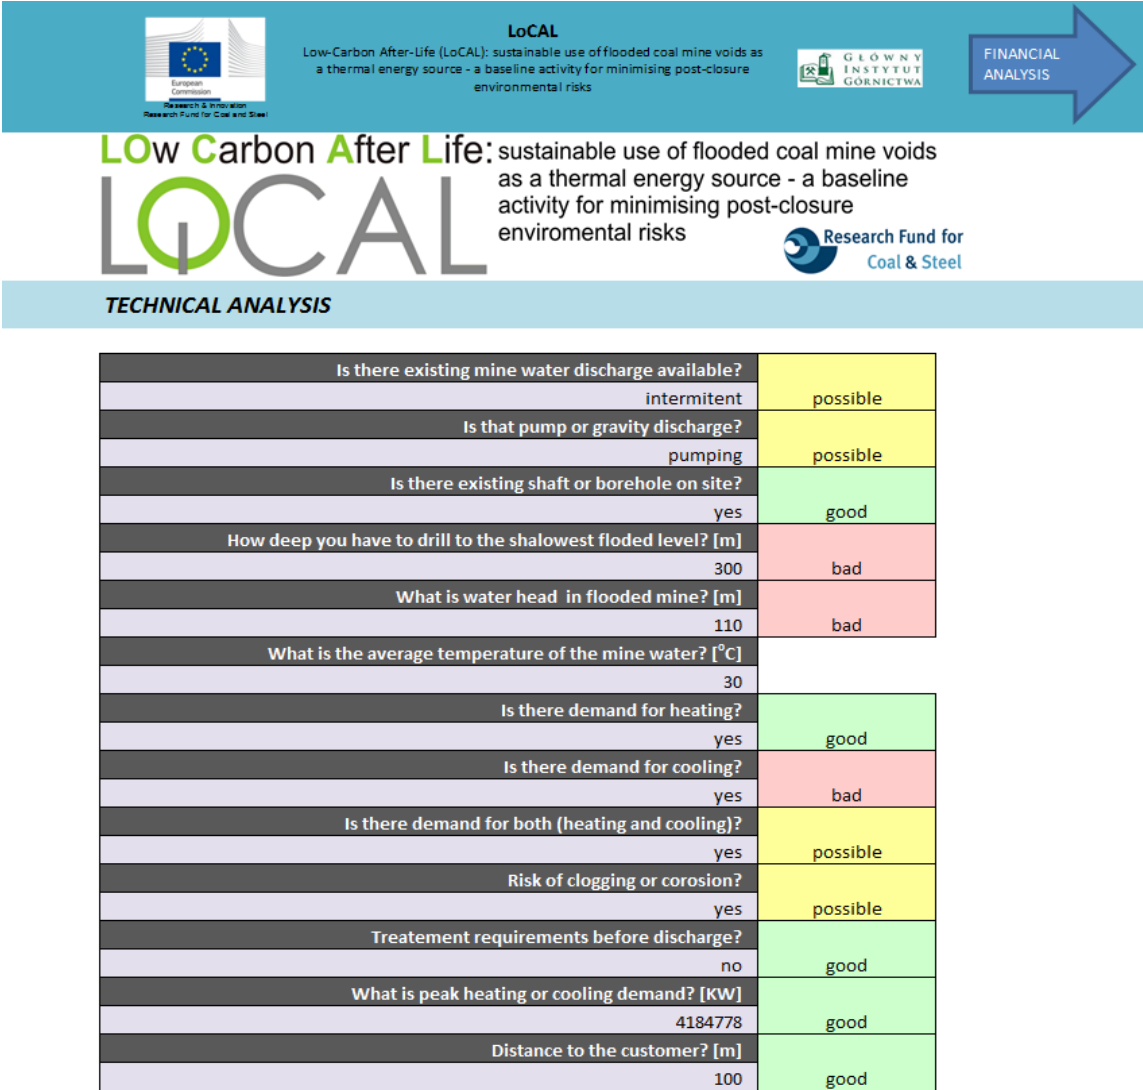 LoCAL
Low-Carbon After-Life (LoCAL): sustainable use of flooded coal mine voids as
a thermal energy source - a baseline activity for minimising post-closure
environmental risks
European
Commission
Research & Innovation
Research Fund for Coal and Steel
GŁÓWNY
INSTYTUT
GÓRNICTWA
FINANCIAL
ANALYSIS
LOw Carbon After Life: sustainable use of flooded coal mine voids
as a thermal energy source - a baseline
activity for minimising post-closure
enviromental risks
LOCAL
Research Fund for
Coal & Steel
TECHNICAL ANALYSIS
Is there existing mine water discharge available?
intermitent possible
Is that pump or gravity discharge?
pumping possible
Is there existing shaft or borehole on site?
yes good
How deep you have to drill to the shalowest floded level? [m]
300 bad
What is water head in flooded mine? [m]
110 bad
What is the average temperature of the mine water? [°C]
30
Is there demand for heating?
yes good
Is there demand for cooling?
yes bad
Is there demand for both (heating and cooling)?
yes possible
Risk of clogging or corosion?
yes possible
Treatement requirements before discharge?
no good
What is peak heating or cooling demand? [KW]
4184778 good
Distance to the customer? [m]
100 good